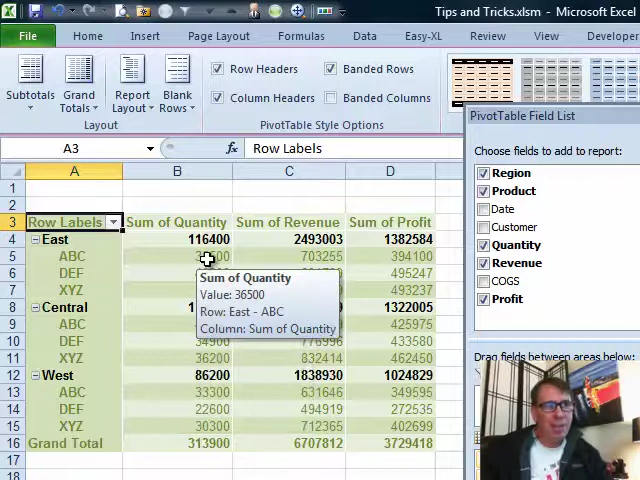 Tips and Tricks.xlsm - Microsoft Excel
File Home Insert Page Layout Formulas Data Easy-XL Review View Developer
Subtotals Grand Totals Report Layout Blank Rows
Row Headers Banded Rows
Column Headers Banded Columns
Layout PivotTable Style Options
A3 fx Row Labels
PivotTable Field List
Choose fields to add to report:
Region
Product
Date
Customer
Quantity
Revenue
COGS
Profit
Drag fields between areas below:
A B C D
1
2
3 Row Labels Sum of Quantity Sum of Revenue Sum of Profit
4 East 116400 2493003 1382584
5 ABC 703255 394100
6 DEF 495247
7 XYZ 493237
8 Central 1322005
9 ABC 425975
10 DEF 34900 776996 433580
11 XYZ 36200 832414 462450
12 West 86200 1838930 1024829
13 ABC 33300 631646 349595
14 DEF 22600 494919 272535
15 XYZ 30300 712365 402699
16 Grand Total 313900 6707812 3729418
17
18
Sum of Quantity
Value: 36500
Row: East - ABC
Column: Sum of Quantity